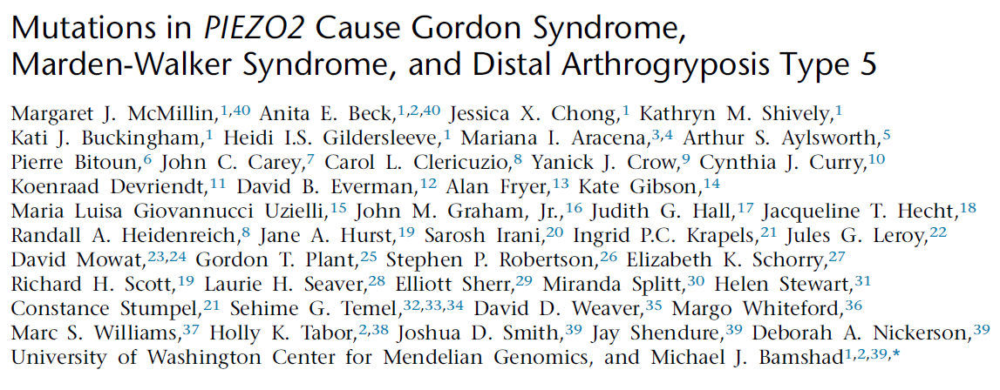 Mutations in PIEZO2 Cause Gordon Syndrome,
Marden-Walker Syndrome, and Distal Arthrogryposis Type 5
Margaret J. McMillin,1,40 Anita E. Beck,1,2,40 Jessica X. Chong,1 Kathryn M. Shively,1
Kati J. Buckingham,1 Heidi I.S. Gildersleeve,1 Mariana I. Aracena,3,4 Arthur S. Aylsworth,5
Pierre Bitoun,6 John C. Carey,7 Carol L. Clericuzio,8 Yanick J. Crow,9 Cynthia J. Curry,10
Koenraad Devriendt,11 David B. Everman,12 Alan Fryer,13 Kate Gibson,14
Maria Luisa Giovannucci Uzielli,15 John M. Graham, Jr.,16 Judith G. Hall,17 Jacqueline T. Hecht,18
Randall A. Heidenreich,8 Jane A. Hurst,19 Sarosh Irani,20 Ingrid P.C. Krapels,21 Jules G. Leroy,22
David Mowat,23,24 Gordon T. Plant,25 Stephen P. Robertson,26 Elizabeth K. Schorry,27
Richard H. Scott,19 Laurie H. Seaver,28 Elliott Sherr,29 Miranda Splitt,30 Helen Stewart,31
Constance Stumpel,21 Sehime G. Temel,32,33,34 David D. Weaver,35 Margo Whiteford,36
Marc S. Williams,37 Holly K. Tabor,2,38 Joshua D. Smith,39 Jay Shendure,39 Deborah A. Nickerson,39
University of Washington Center for Mendelian Genomics, and Michael J. Bamshad1,2,39,*